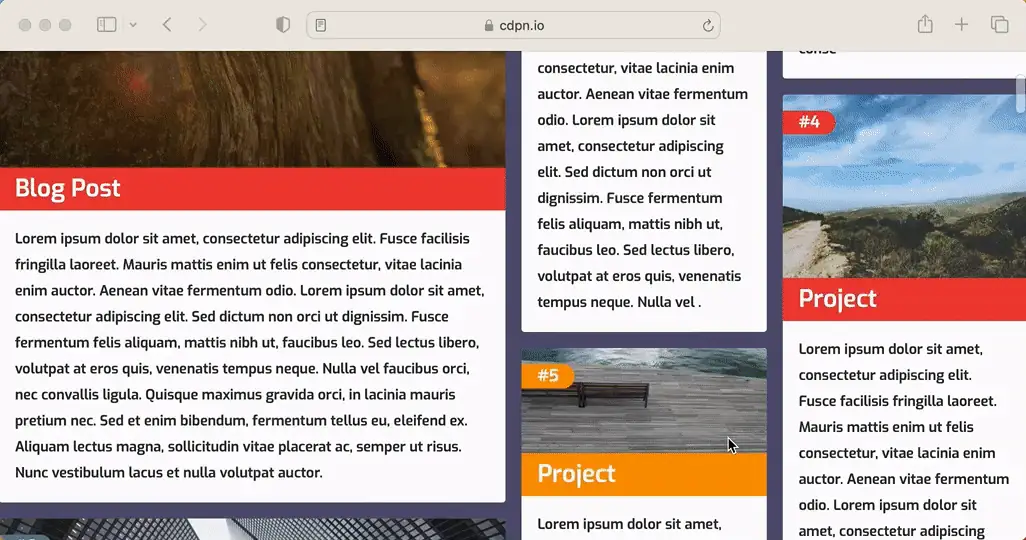 cdpn.io
Blog Post
Lorem ipsum dolor sit amet, consectetur adipiscing elit. Fusce facilisis
fringilla laoreet. Mauris mattis enim ut felis consectetur, vitae lacinia
enim auctor. Aenean vitae fermentum odio. Lorem ipsum dolor sit amet,
consectetur adipiscing elit. Sed dictum non orci ut dignissim. Fusce
fermentum felis aliquam, mattis nibh ut, faucibus leo. Sed lectus libero,
volutpat at eros quis, venenatis tempus neque. Nulla vel faucibus orci,
nec convallis ligula. Quisque maximus gravida orci, in lacinia mauris
pretium nec. Sed et enim bibendum, fermentum tellus eu, eleifend ex.
Aliquam lectus magna, sollicitudin vitae placerat ac, semper ut risus.
Nunc vestibulum lacus et nulla volutpat auctor.
consectetur, vitae lacinia enim
auctor. Aenean vitae fermentum
odio. Lorem ipsum dolor sit
amet, consectetur adipiscing
elit. Sed dictum non orci ut
dignissim. Fusce fermentum
felis aliquam, mattis nibh ut,
faucibus leo. Sed lectus libero,
volutpat at eros quis, venenatis
tempus neque. Nulla vel .
#5
Project
Lorem ipsum dolor sit amet,
conse
#4
Project
Lorem ipsum dolor sit amet,
consectetur adipiscing elit.
Fusce facilisis fringilla laoreet.
Mauris mattis enim ut felis
consectetur, vitae lacinia enim
auctor. Aenean vitae fermentum
odio. Lorem ipsum dolor sit
amet, consectetur adipiscing